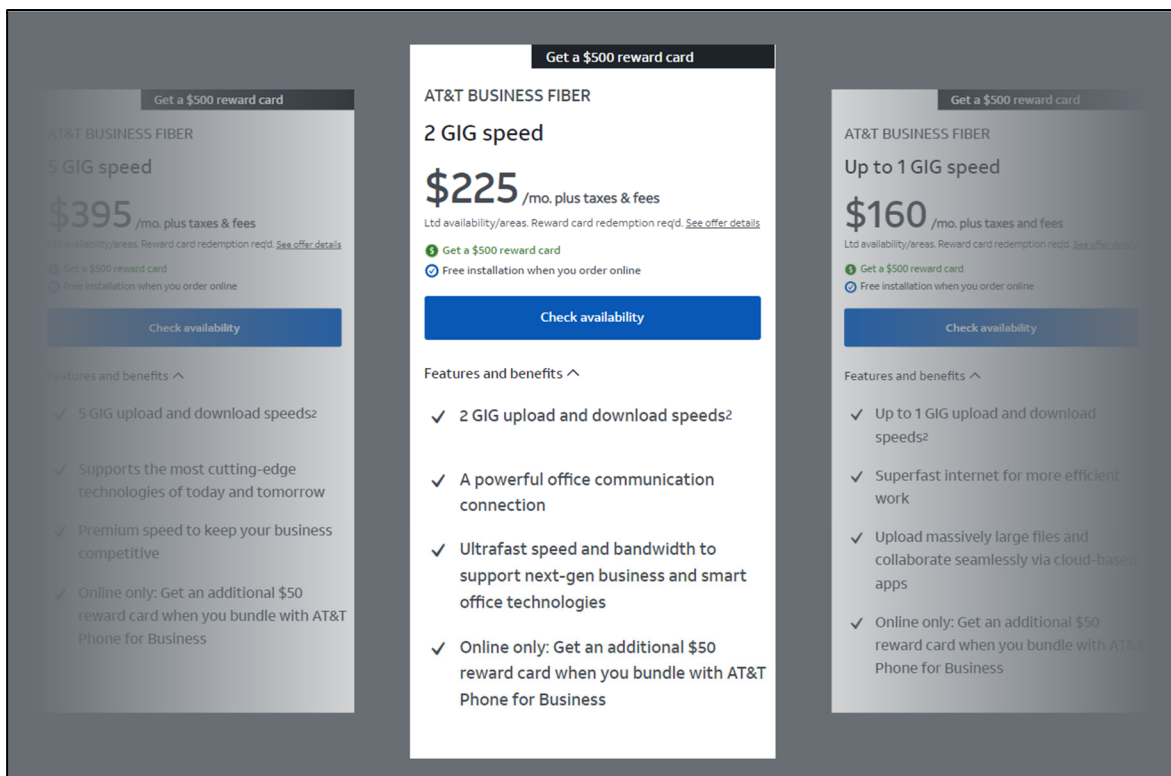 Get a $500 reward card
AT&T BUSINESS FIBER
5 GIG speed
$395 /mo. plus taxes & fees
Ltd availability/areas. Reward card redemption req'd. See offer details
Get a $500 reward card
Free installation when you order online
Check availability
Features and benefits
5 GIG upload and download speeds2
Supports the most cutting-edge
technologies of today and tomorrow
Premium speed to keep your business
competitive
Online only: Get an additional $50
reward card when you bundle with AT&T
Phone for Business
Get a $500 reward card
AT&T BUSINESS FIBER
2 GIG speed
$225 /mo. plus taxes & fees
Ltd availability/areas. Reward card redemption req'd. See offer details
Get a $500 reward card
Free installation when you order online
Check availability
Features and benefits
2 GIG upload and download speeds2
A powerful office communication
connection
Ultrafast speed and bandwidth to
support next-gen business and smart
office technologies
Online only: Get an additional $50
reward card when you bundle with AT&T
Phone for Business
Get a $500 reward card
AT&T BUSINESS FIBER
Up to 1 GIG speed
$160 /mo. plus taxes and fees
Ltd availability/areas. Reward card redemption req'd. See offer details
Get a $500 reward card
Free installation when you order online
Check availability
Features and benefits
Up to 1 GIG upload and download
speeds2
Superfast internet for more efficient
work
Upload massively large files and
collaborate seamlessly via cloud-based
apps
Online only: Get an additional $50
reward card when you bundle with AT&T
Phone for Business